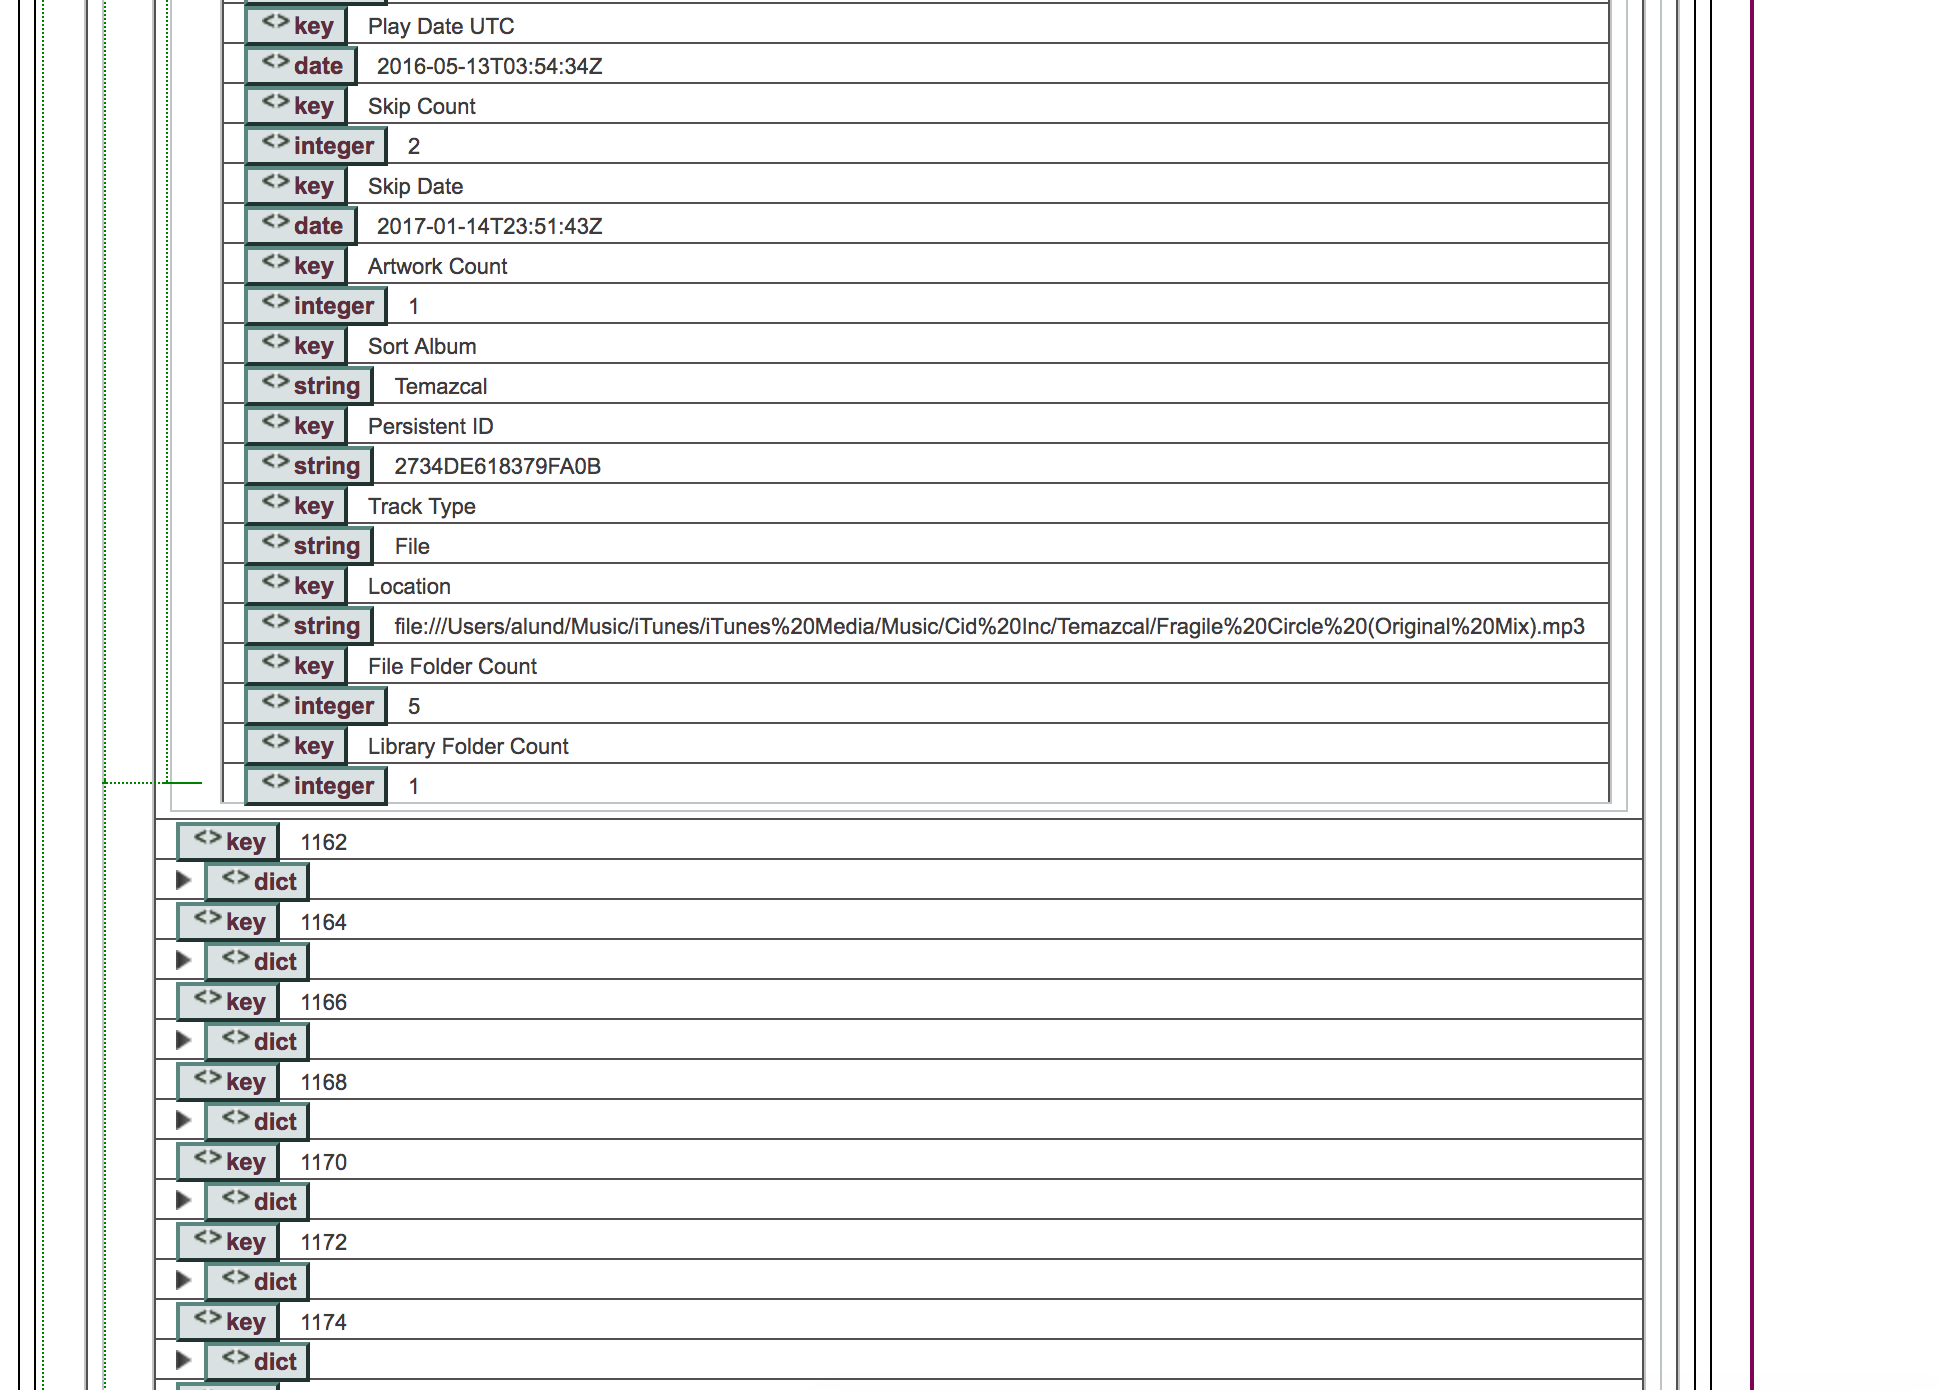 <> key Play Date UTC
<> date 2016-05-13T03:54:34Z
<> key Skip Count
<> integer 2
<> key Skip Date
<> date 2017-01-14T23:51:43Z
<> key Artwork Count
<> integer 1
<> key Sort Album
<> string Temazcal
<> key Persistent ID
<> string 2734DE618379FA0B
<> key Track Type
<> string File
<> key Location
<> string file:///Users/alund/Music/iTunes/iTunes%20Media/Music/Cid%20Inc/Temazcal/Fragile%20Circle%20(Original%20Mix).mp3
<> key File Folder Count
<> integer 5
<> key Library Folder Count
<> integer 1
<> key 1162
<> dict
<> key 1164
<> dict
<> key 1166
<> dict
<> key 1168
<> dict
<> key 1170
<> dict
<> key 1172
<> dict
<> key 1174
<> dict